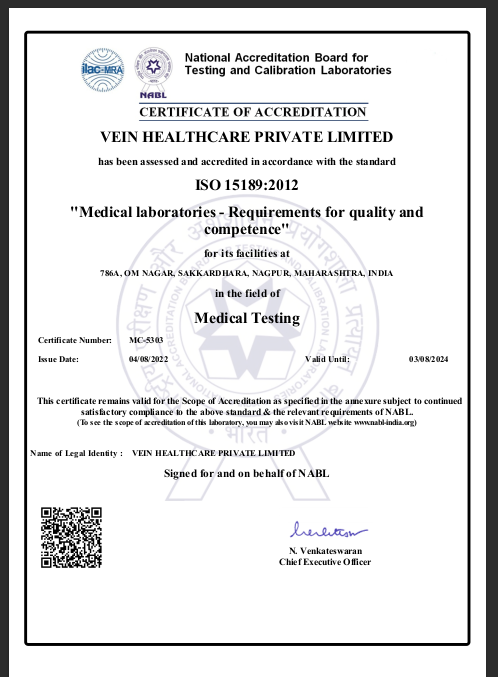 National Accreditation Board for
Testing and Calibration Laboratories
ilac-MRA
NABL
CERTIFICATE OF ACCREDITATION
VEIN HEALTHCARE PRIVATE LIMITED
has been assessed and accredited in accordance with the standard
ISO 15189:2012
"Medical laboratories - Requirements for quality and
competence"
for its facilities at
786A, OM NAGAR, SAKKARDHARA, NAGPUR, MAHARASHTRA, INDIA
in the field of
Medical Testing
Certificate Number: MC-5303
Issue Date: 04/08/2022 Valid Until: 03/08/2024
This certificate remains valid for the Scope of Accreditation as specified in the annexure subject to continued
satisfactory compliance to the above standard & the relevant requirements of NABL.
(To see the scope of accreditation of this laboratory, you may also visit NABL website www.nabl-india.org)
भारत
Name of Legal Identity : VEIN HEALTHCARE PRIVATE LIMITED
Signed for and on behalf of NABL
N. Venkateswaran
Chief Executive Officer